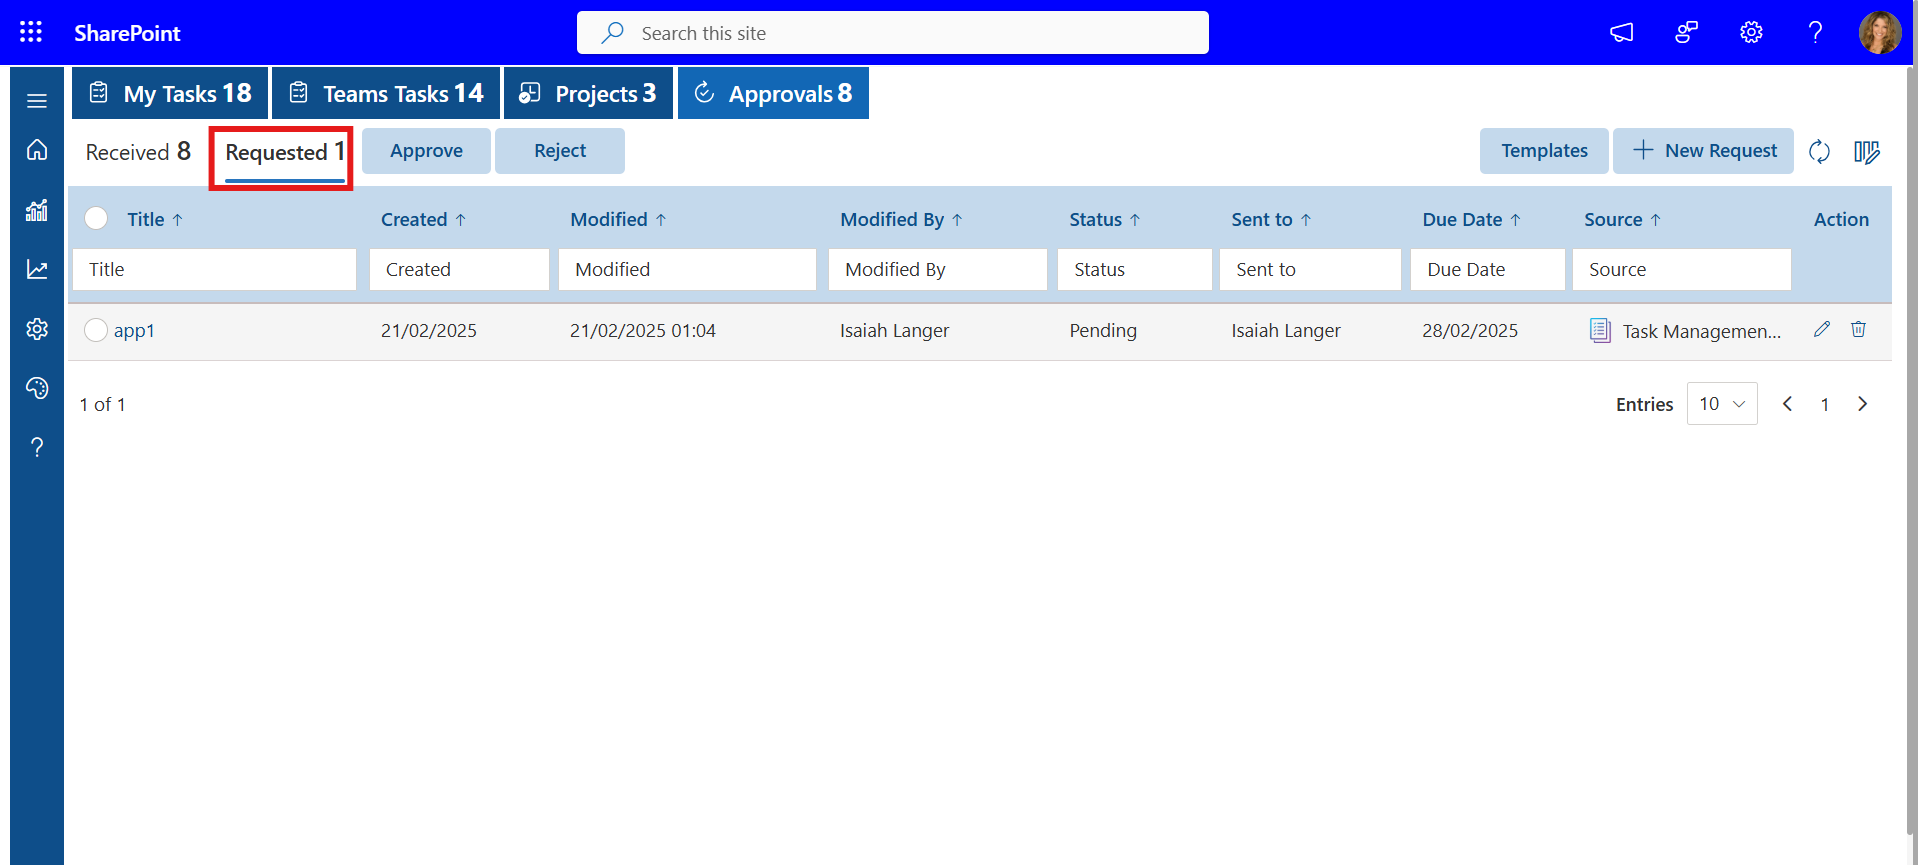 SharePoint
Search this site
My Tasks 18
Teams Tasks 14
Projects 3
Approvals 8
Received 8
Requested 1
Approve
Reject
Templates
New Request
Title Created Modified Modified By Status Sent to Due Date Source Action
Title Created Modified Modified By Status Sent to Due Date Source
app1 21/02/2025 21/02/2025 01:04 Isaiah Langer Pending Isaiah Langer 28/02/2025 Task Managemen...
1 of 1
Entries 10 1